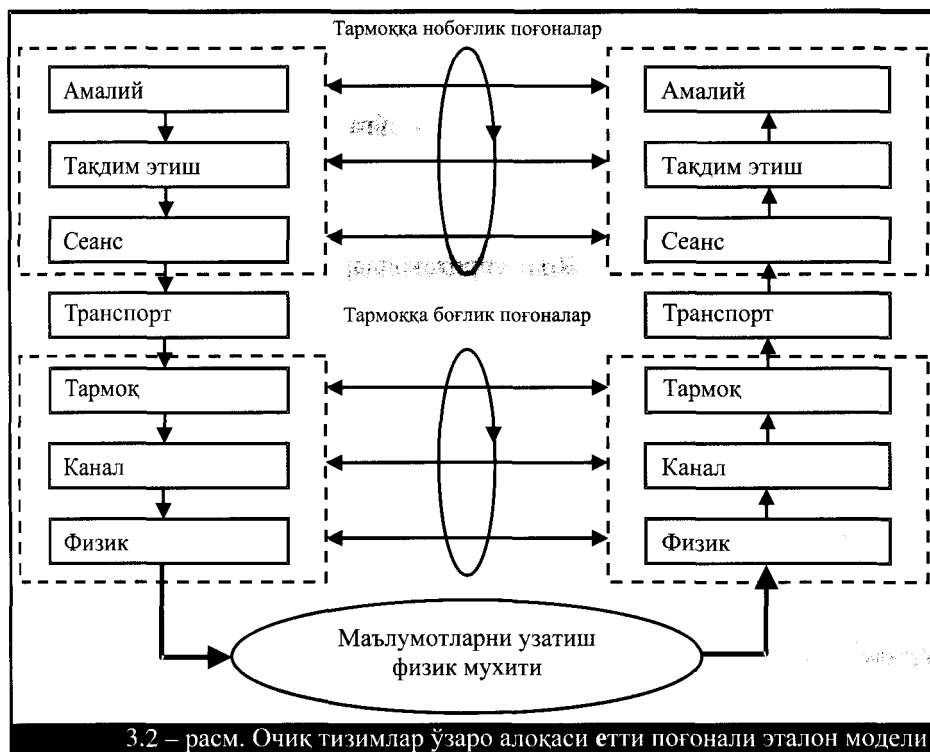 Тармоққа нобоғлик поғоналар
Амалий
Тақдим этиш
Сеанс
Транспорт
Тармоқ
Канал
Физик
Амалий
Тақдим этиш
Сеанс
Транспорт
Тармоқ
Канал
Физик
Тармоққа боғлик поғоналар
Маълумотларни узатиш
физик мухити
3.2 – расм. Очиқ тизимлар ўзаро алоқаси етти поғонали эталон модели